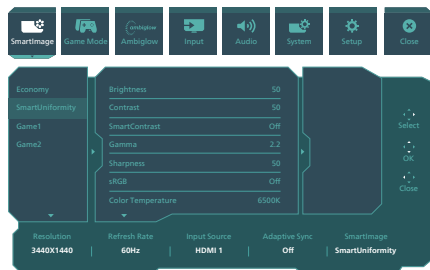 ambiglow
SmartImage
Game Mode
Ambiglow
Input
Audio
System
Setup
Close
Economy
SmartUniformity
Game1
Game2
Brightness 50
Contrast 50
SmartContrast Off
Gamma 2.2
Sharpness 50
sRGB Off
Color Temperature 6500K
Select
OK
Close
Resolution Refresh Rate Input Source Adaptive Sync SmartImage
3440X1440 60Hz HDMI 1 Off SmartUniformity